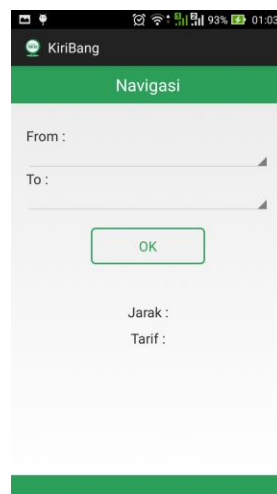 93% 01:03
KiriBang
Navigasi
From :
To :
OK
Jarak :
Tarif :